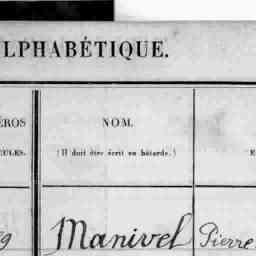 LPHABÉTIQUE.
ÉROS NOM.
CULES. (Il doit être écrit en bâtarde.)
Manivel Pierre